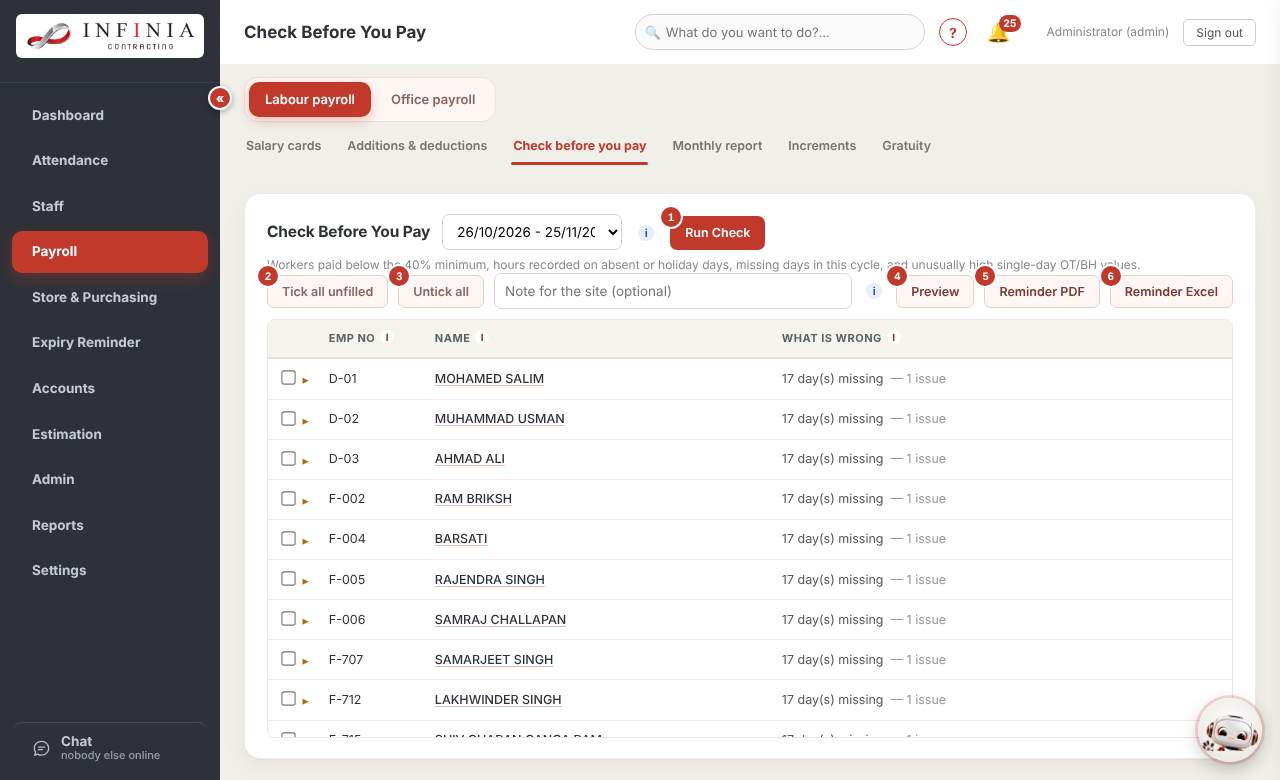 INFINIA
CONTRACTING
Check Before You Pay
What do you want to do?...
?
25
Administrator (admin)
Sign out
«
Dashboard
Attendance
Staff
Payroll
Store & Purchasing
Expiry Reminder
Accounts
Estimation
Admin
Reports
Settings
Chat
nobody else online
Labour payroll
Office payroll
Salary cards
Additions & deductions
Check before you pay
Monthly report
Increments
Gratuity
Check Before You Pay
26/10/2026 - 25/11/20
i
1
Run Check
Workers paid below the 40% minimum, hours recorded on absent or holiday days, missing days in this cycle, and unusually high single-day OT/BH values.
2
Tick all unfilled
3
Untick all
Note for the site (optional)
i
4
Preview
5
Reminder PDF
6
Reminder Excel
EMP NO I NAME I WHAT IS WRONG I
D-01 MOHAMED SALIM 17 day(s) missing — 1 issue
D-02 MUHAMMAD USMAN 17 day(s) missing — 1 issue
D-03 AHMAD ALI 17 day(s) missing — 1 issue
F-002 RAM BRIKSH 17 day(s) missing — 1 issue
F-004 BARSATI 17 day(s) missing — 1 issue
F-005 RAJENDRA SINGH 17 day(s) missing — 1 issue
F-006 SAMRAJ CHALLAPAN 17 day(s) missing — 1 issue
F-707 SAMARJEET SINGH 17 day(s) missing — 1 issue
F-712 LAKHWINDER SINGH 17 day(s) missing — 1 issue